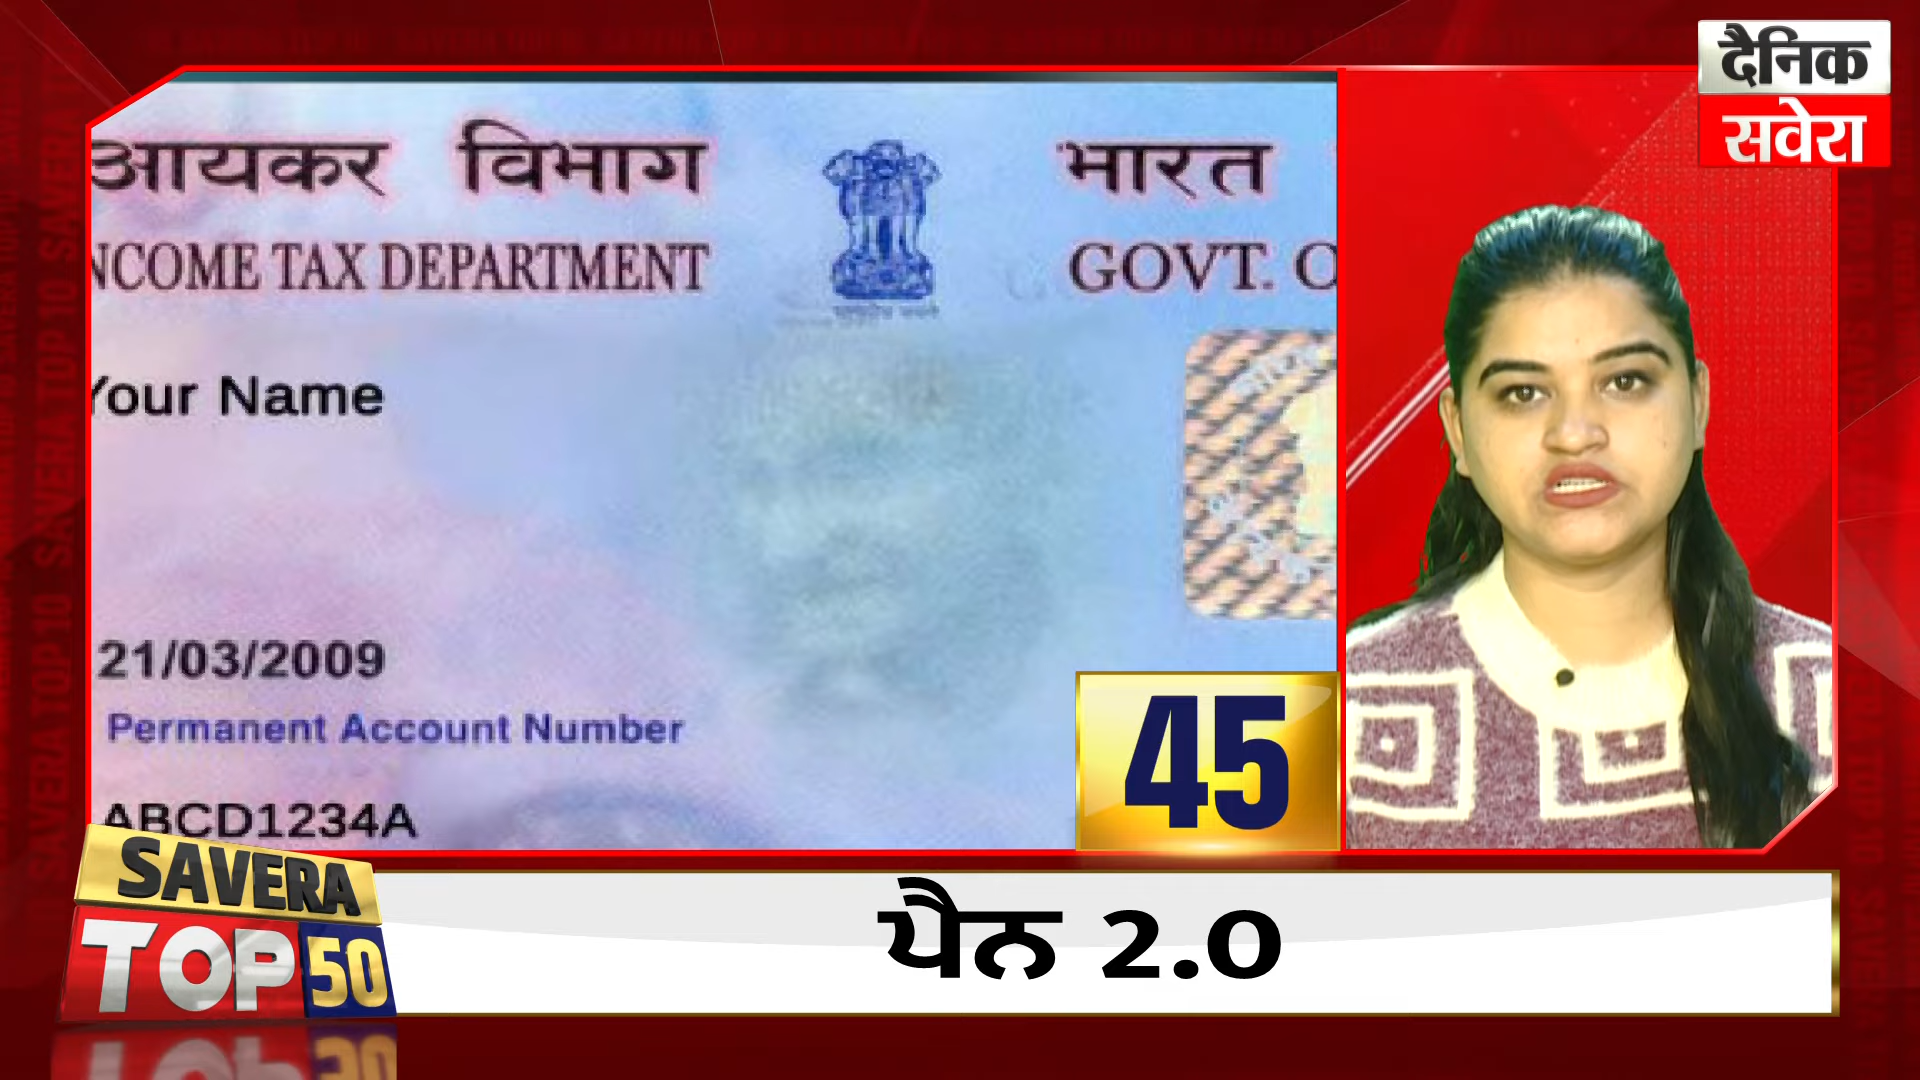 दैनिक
सवेरा
आयकर विभाग
NCOME TAX DEPARTMENT
भारत
GOVT. O
Your Name
21/03/2009
Permanent Account Number
ABCD1234A
45
SAVERA
TOP 50
ਪੈਨ 2.0